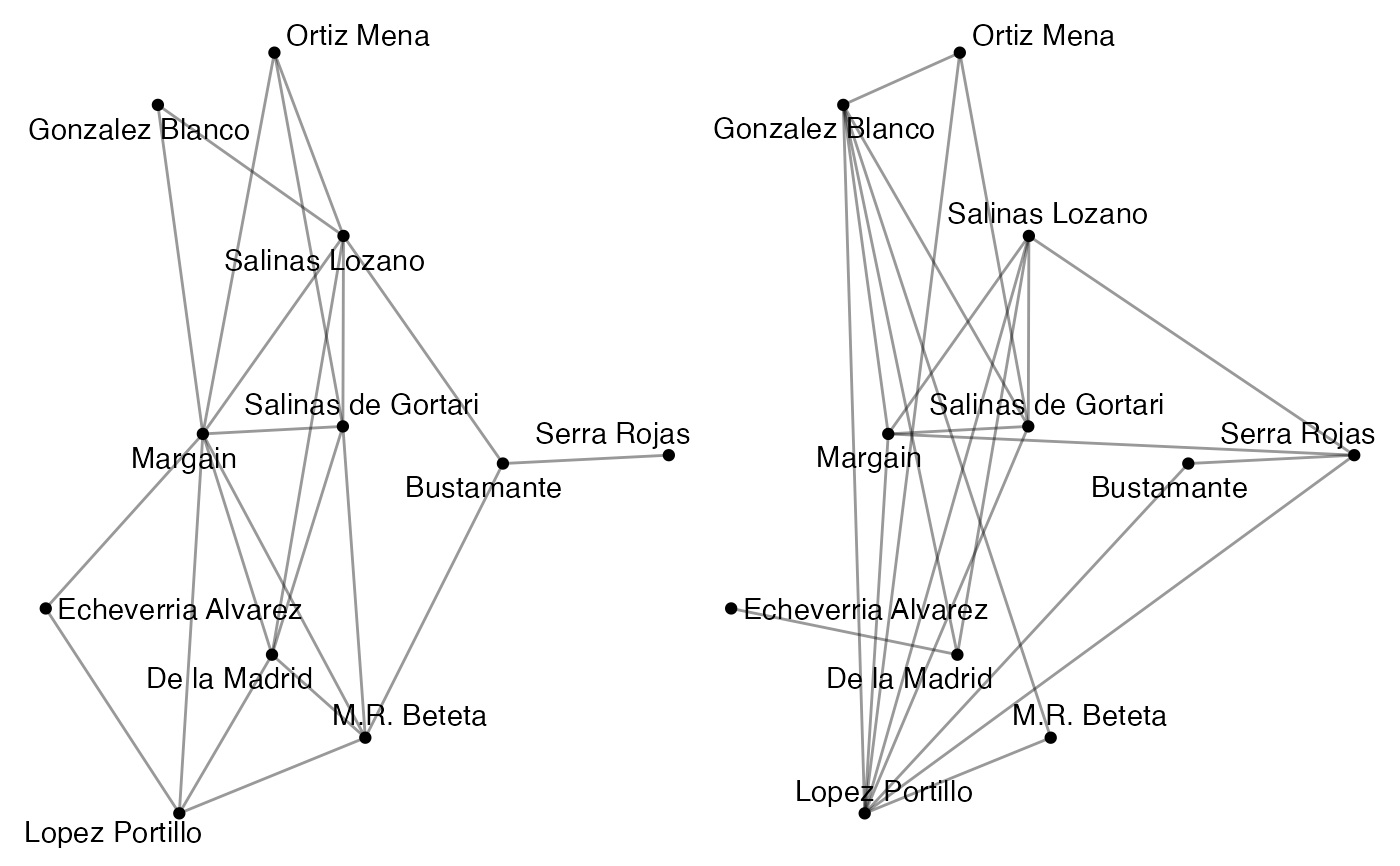 Ortiz Mena
Gonzalez Blanco
Salinas Lozano
Salinas de Gortari
Serra Rojas
Margain
Bustamante
Echeverria Alvarez
De la Madrid
M.R. Beteta
Lopez Portillo
Ortiz Mena
Gonzalez Blanco
Salinas Lozano
Salinas de Gortari
Serra Rojas
Margain
Bustamante
Echeverria Alvarez
De la Madrid
M.R. Beteta
Lopez Portillo